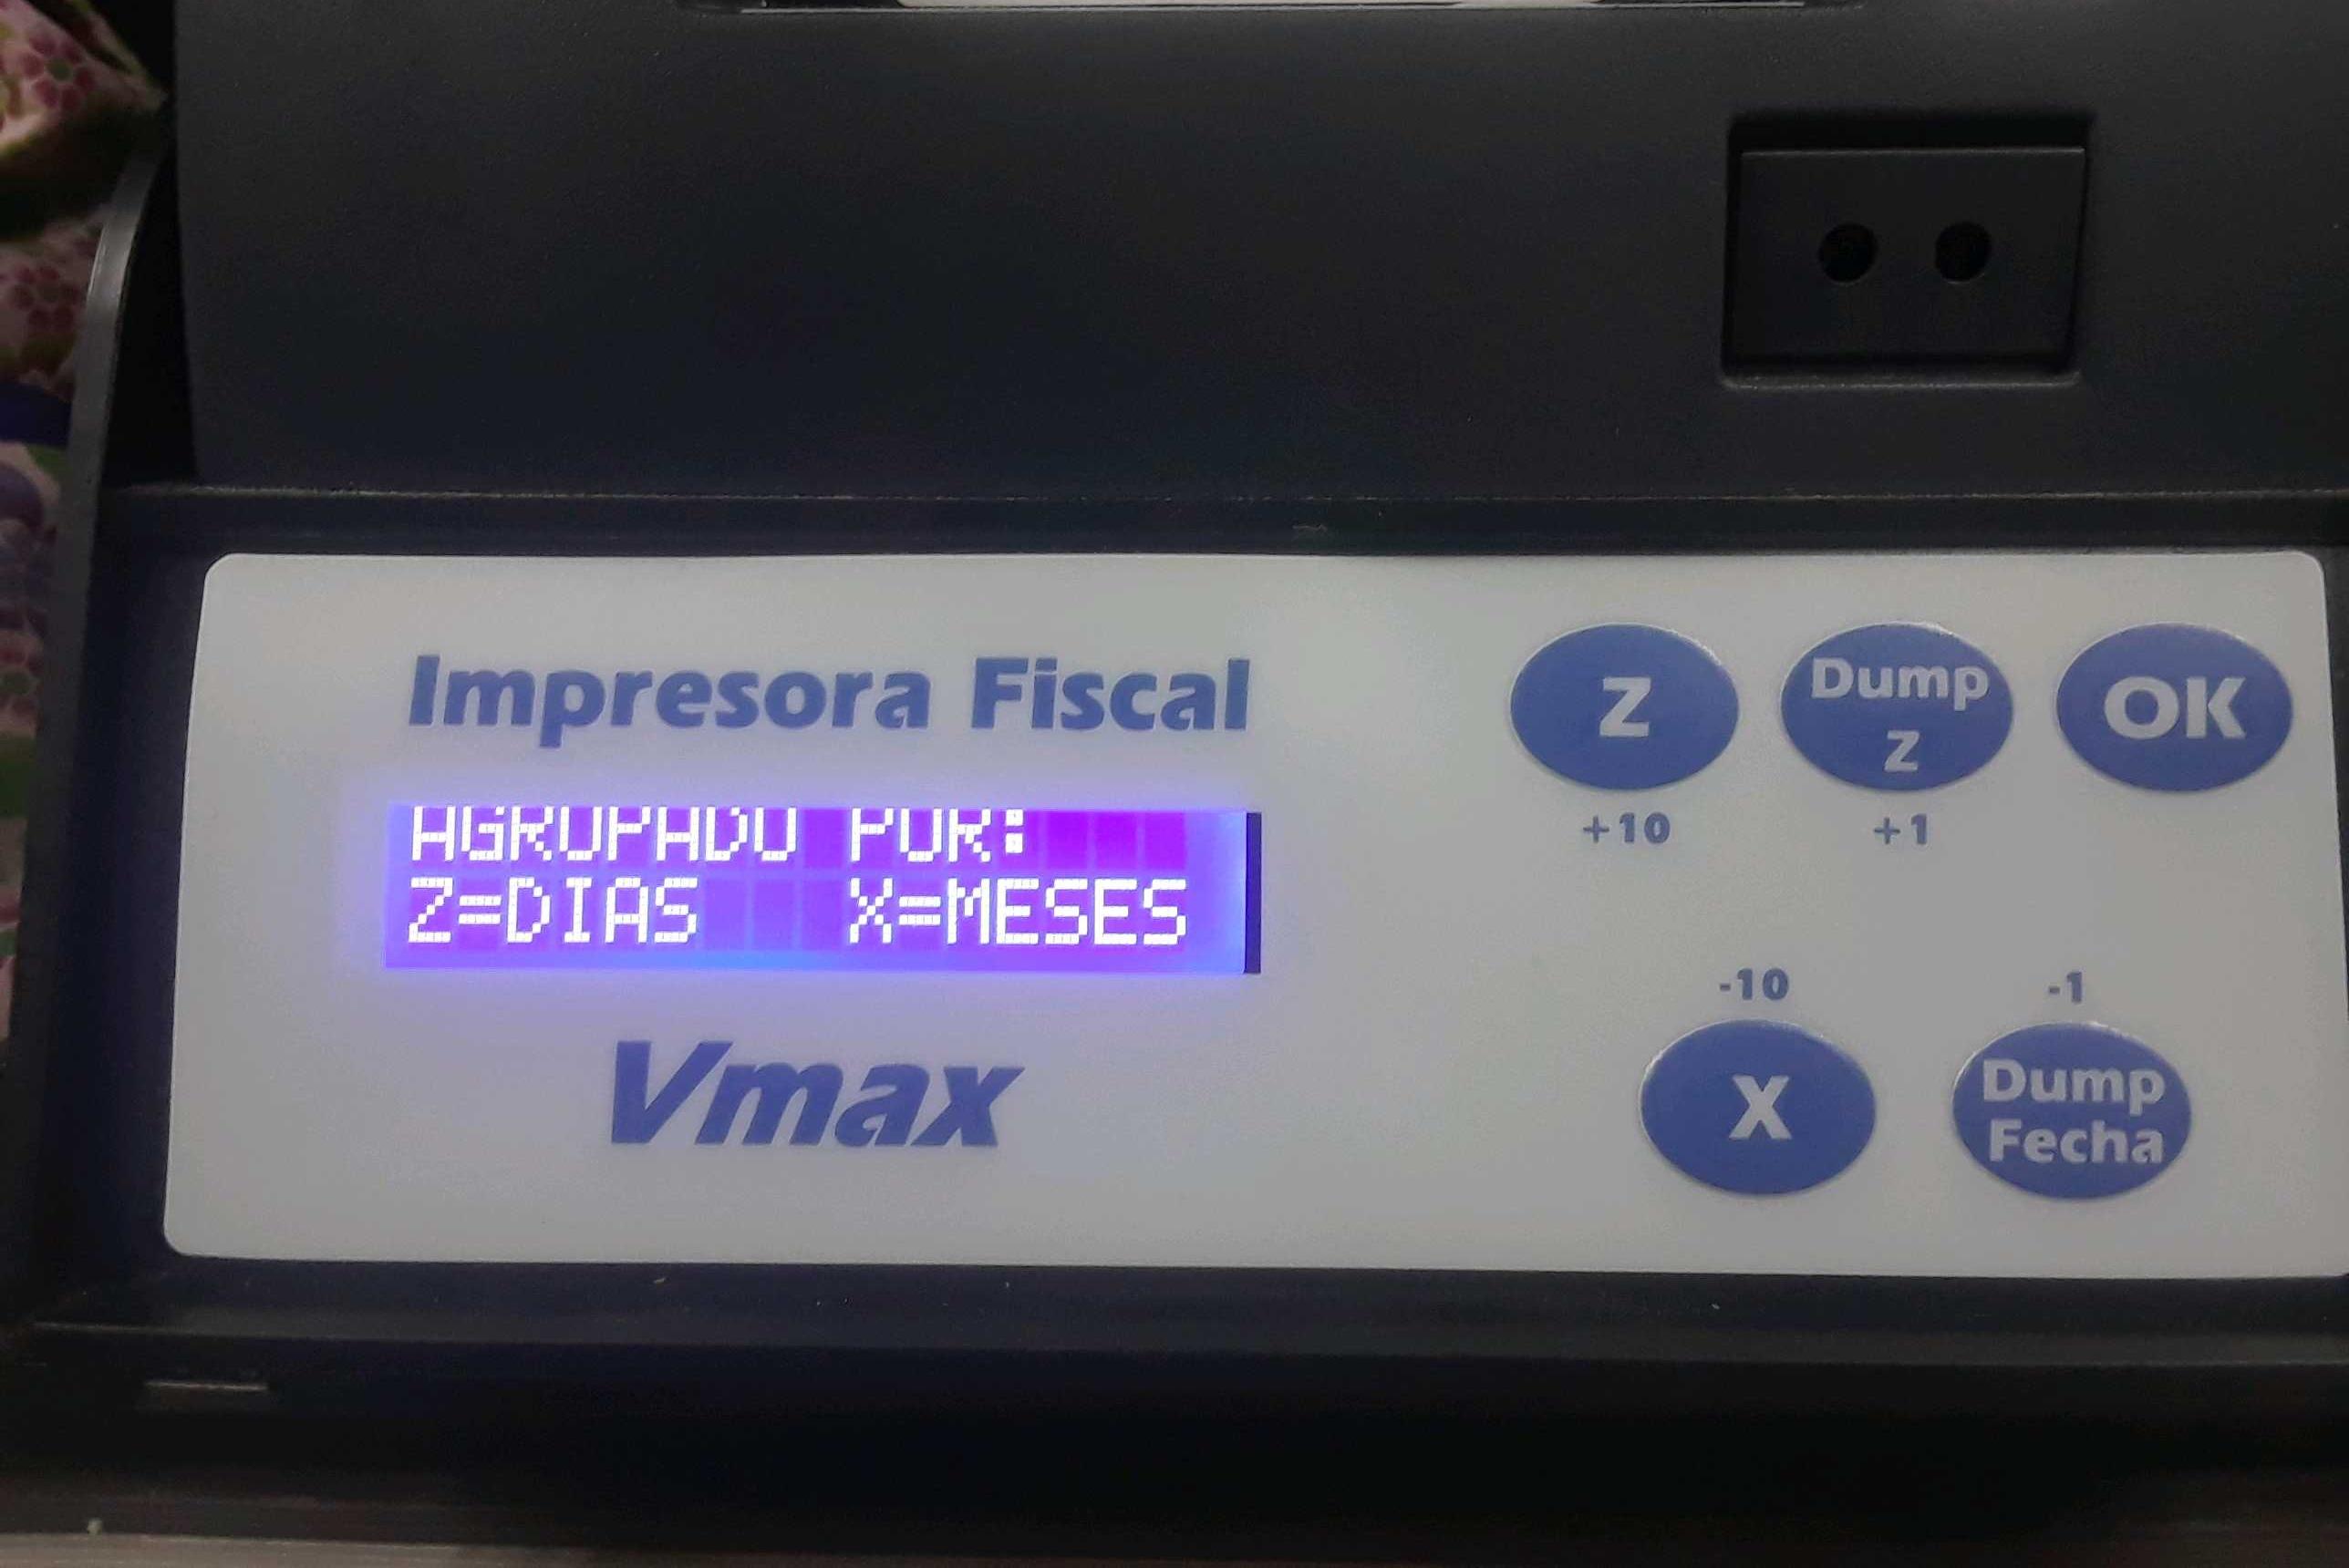 Impresora Fiscal
AGRUPADO POR:
Z=DIAS X=MESES
Vmax
Z
Dump
Z
OK
+10
+1
-10
-1
X
Dump
Fecha